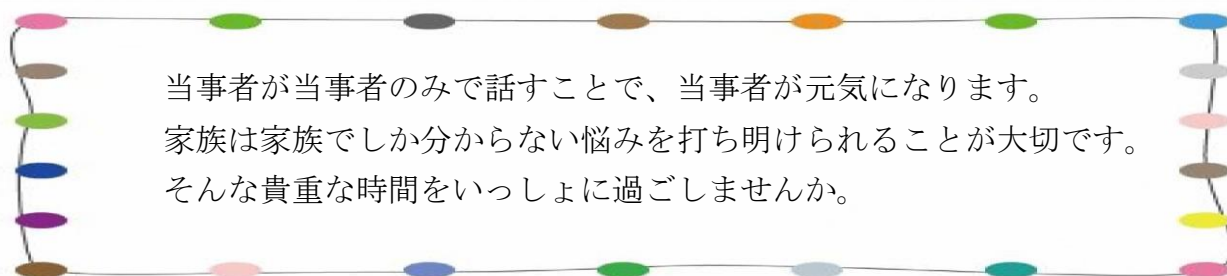 当事者が当事者のみで話すことで、当事者が元気になります。
家族は家族でしか分からない悩みを打ち明けられることが大切です。
そんな貴重な時間をいっしょに過ごしませんか。